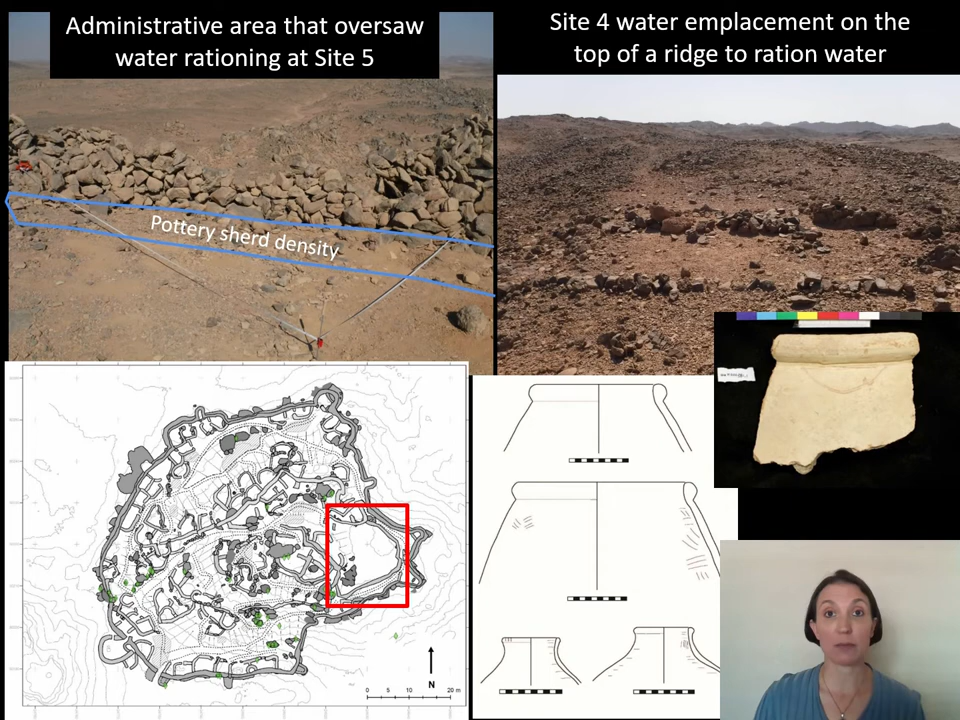 Administrative area that oversaw
water rationing at Site 5
Site 4 water emplacement on the
top of a ridge to ration water
Pottery sherd density
N
0 5 10 20 m